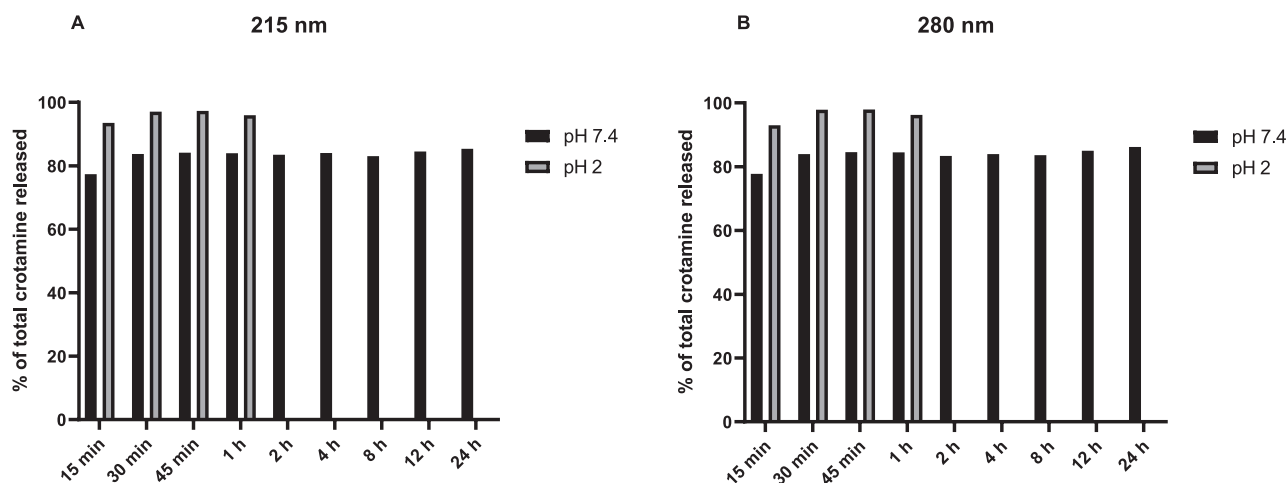 A
215 nm
% of total crotamine released
100
80
60
40
20
0
15 min
30 min
45 min
1 h
2 h
4 h
8 h
12 h
24 h
pH 7.4
pH 2
B
280 nm
% of total crotamine released
100
80
60
40
20
0
15 min
30 min
45 min
1 h
2 h
4 h
8 h
12 h
24 h
pH 7.4
pH 2